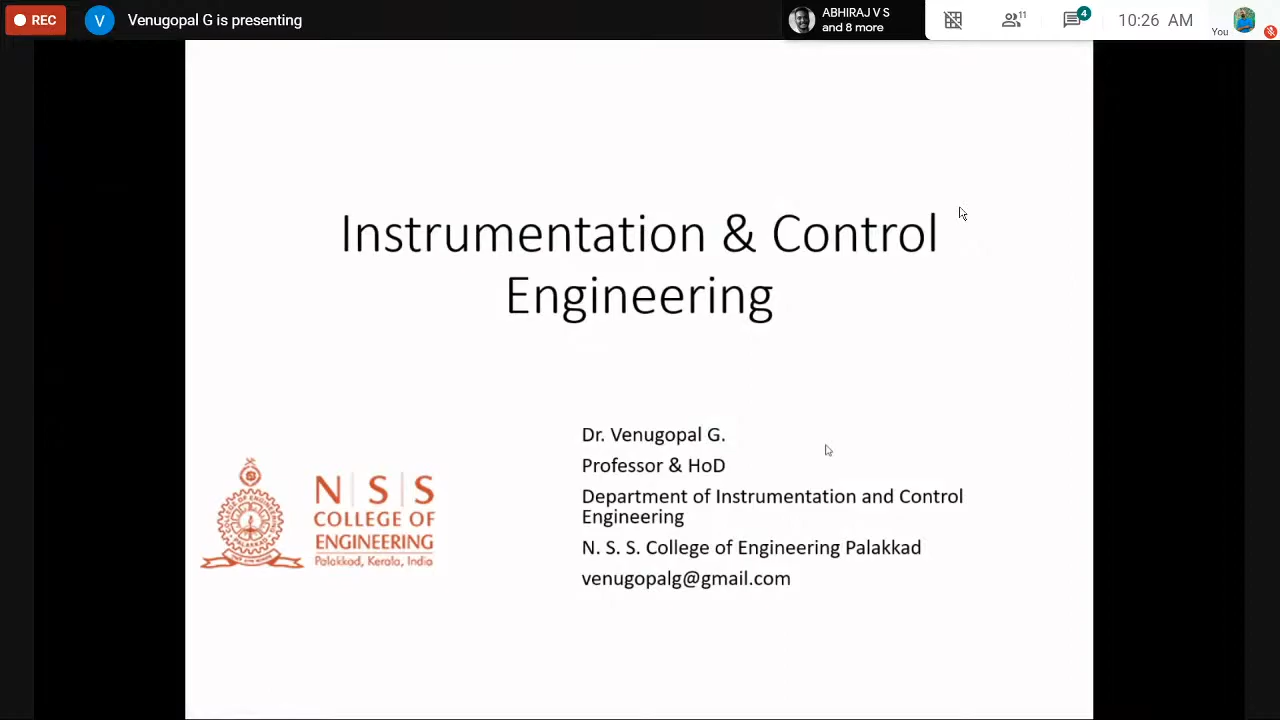 REC
V
Venugopal G is presenting
ABHIRAJ V S
and 8 more
11
4
10:26 AM
You
Instrumentation & Control
Engineering
Dr. Venugopal G.
Professor & HoD
Department of Instrumentation and Control
Engineering
N. S. S. College of Engineering Palakkad
venugopalg@gmail.com
N | S | S
COLLEGE OF
ENGINEERING
Palakkad, Kerala, India